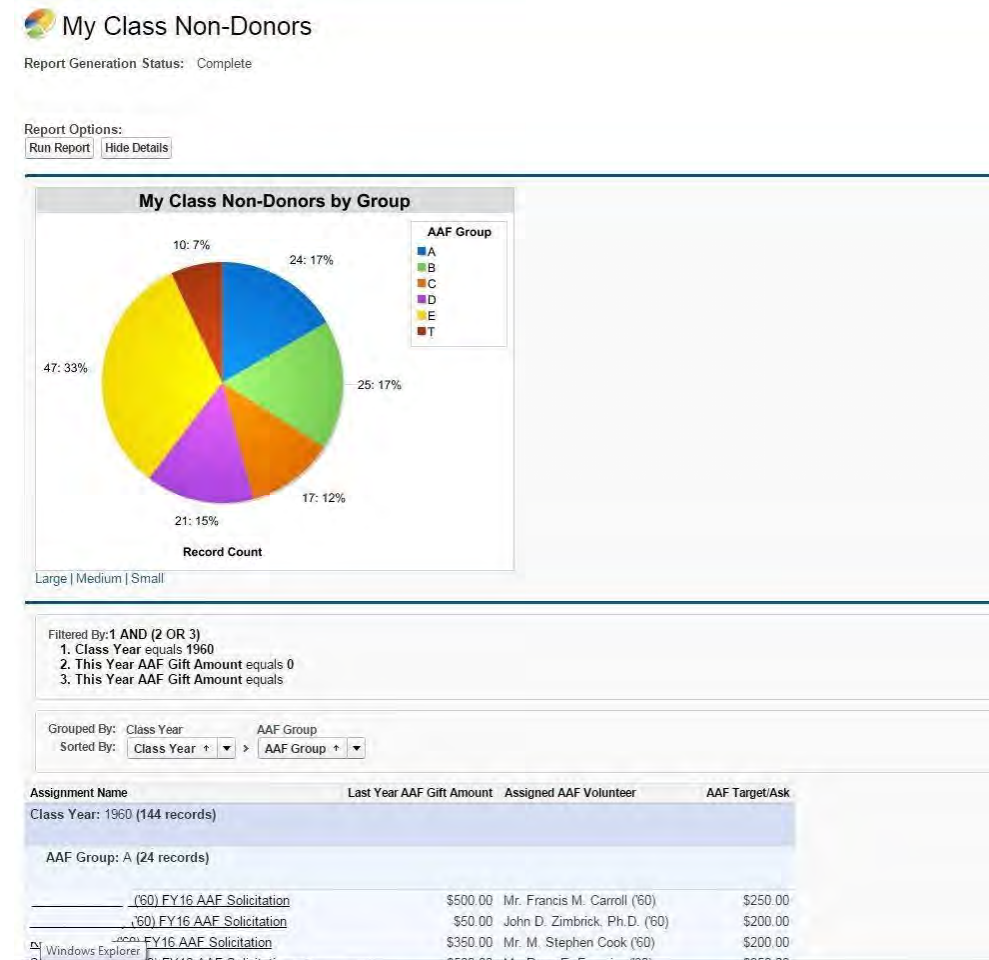 My Class Non-Donors
Report Generation Status: Complete
Report Options:
Run Report Hide Details
My Class Non-Donors by Group
AAF Group
A
B
C
D
E
T
10: 7%
24: 17%
47: 33%
25: 17%
17: 12%
21: 15%
Record Count
Large | Medium | Small
Filtered By:1 AND (2 OR 3)
1. Class Year equals 1960
2. This Year AAF Gift Amount equals 0
3. This Year AAF Gift Amount equals
Grouped By: Class Year AAF Group
Sorted By: Class Year ↑ > AAF Group ↑
Assignment Name Last Year AAF Gift Amount Assigned AAF Volunteer AAF Target/Ask
Class Year: 1960 (144 records)
AAF Group: A (24 records)
('60) FY16 AAF Solicitation $500.00 Mr. Francis M. Carroll ('60) $250.00
'60) FY16 AAF Solicitation $50.00 John D. Zimbrick, Ph.D. ('60) $200.00
FY16 AAF Solicitation $350.00 Mr. M. Stephen Cook ('60) $200.00
Windows Explorer